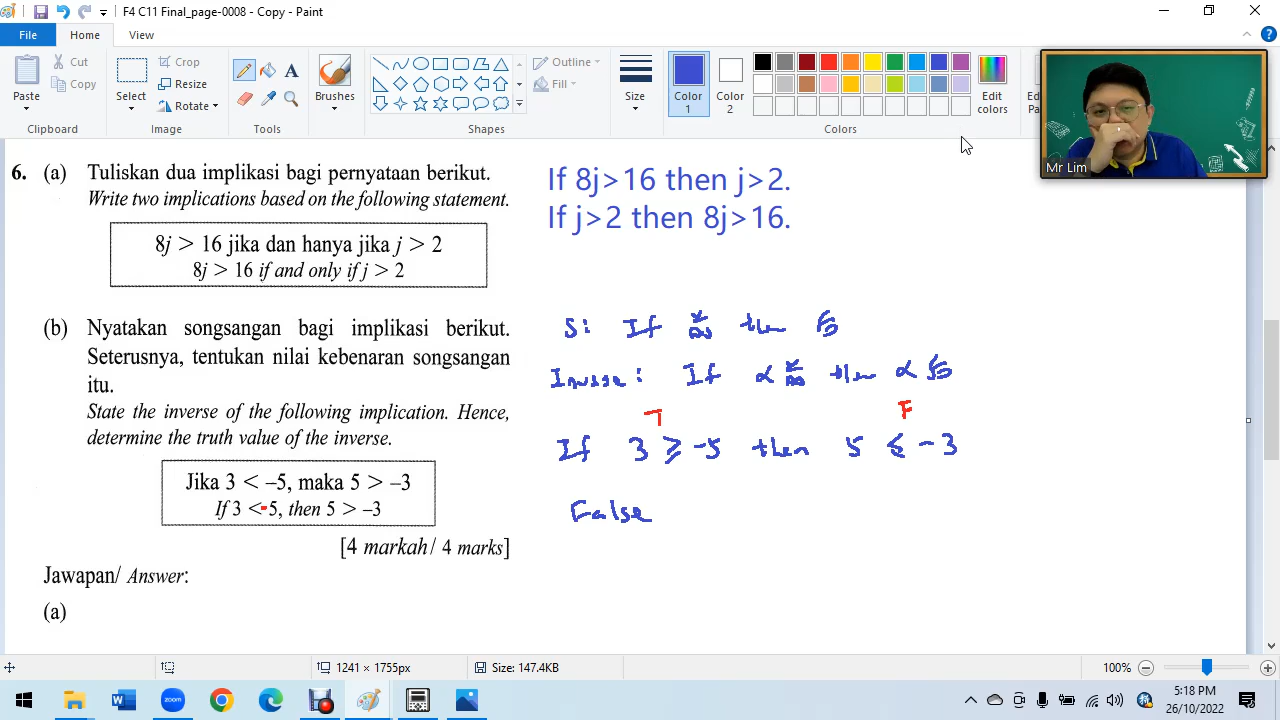 F4 C11 Final_page-0008 - Copy - Paint
File
Home
View
Paste
Cut
Copy
Clipboard
Select
Crop
Resize
Rotate
Image
A
Tools
Brushes
Outline
Fill
Shapes
Size
Color 1
Color 2
Edit colors
Colors
Mr Lim
6. (a) Tuliskan dua implikasi bagi pernyataan berikut.
Write two implications based on the following statement.
8j > 16 jika dan hanya jika j > 2
8j > 16 if and only if j > 2
If 8j>16 then j>2.
If j>2 then 8j>16.
(b) Nyatakan songsangan bagi implikasi berikut.
Seterusnya, tentukan nilai kebenaran songsangan
itu.
State the inverse of the following implication. Hence,
determine the truth value of the inverse.
Jika 3 < –5, maka 5 > –3
If 3 <-5, then 5 > –3
[4 markah/ 4 marks]
Jawapan/ Answer:
(a)
S: If then
Inverse: If then
T F
If 3 ⩾ -5 then 5 ⩽ -3
False
1241 × 1755px
Size: 147.4KB
100%
zoom
5:18 PM
26/10/2022